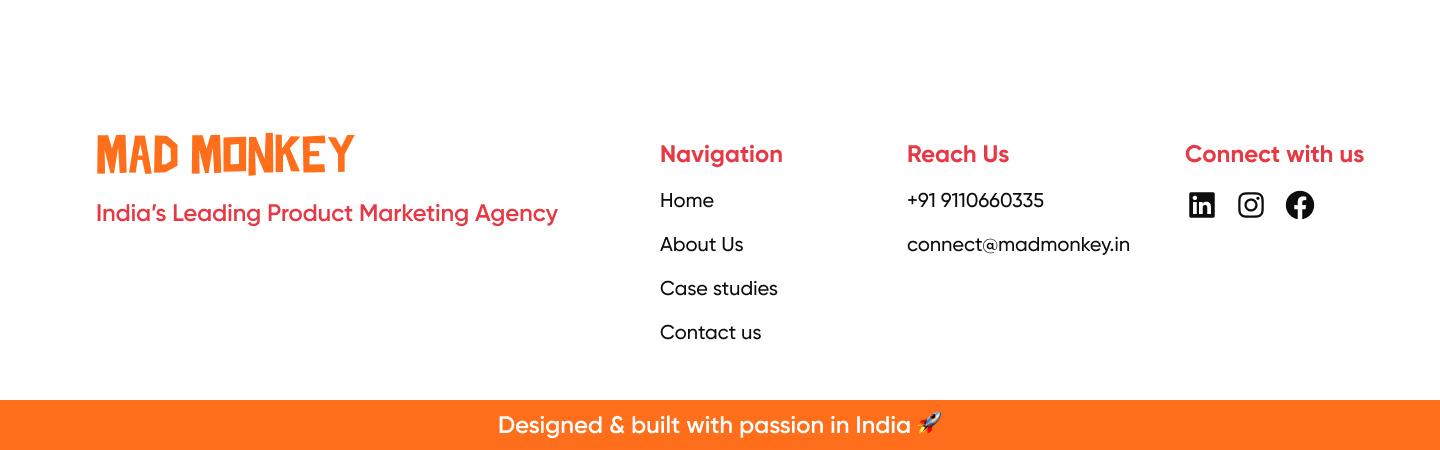 MAD MONKEY
India's Leading Product Marketing Agency
Navigation
Home
About Us
Case studies
Contact us
Reach Us
+91 9110660335
connect@madmonkey.in
Connect with us
Designed & built with passion in India 🚀